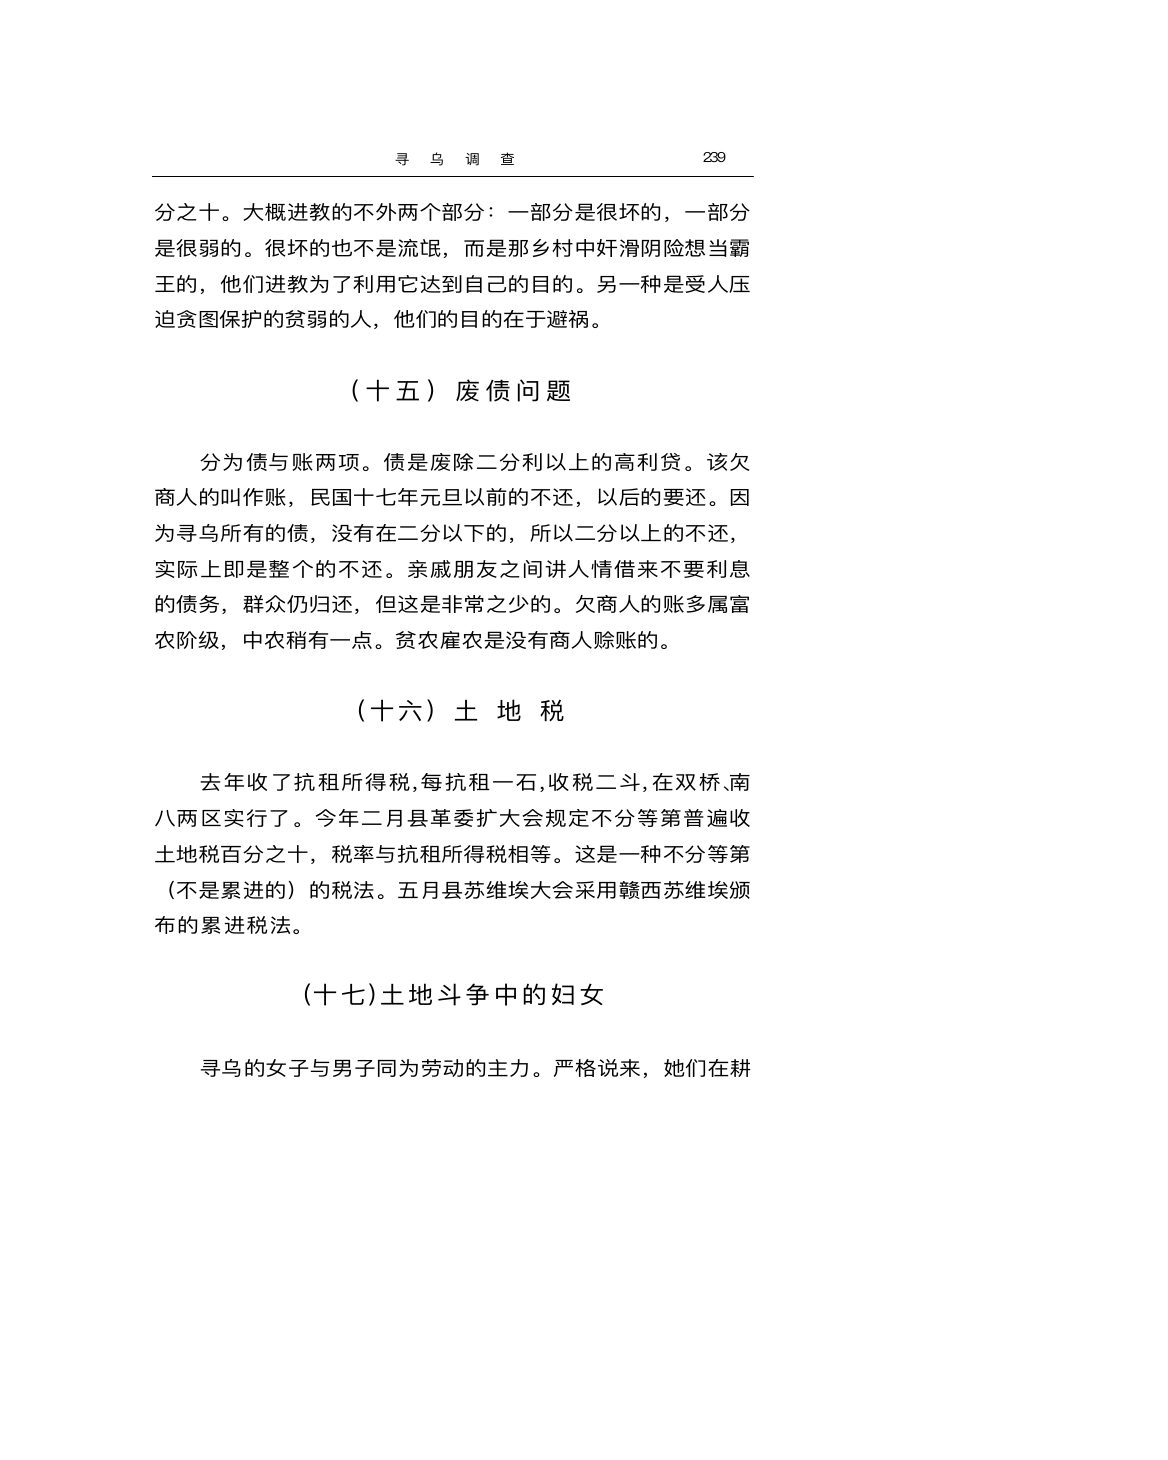 寻乌调查 239
分之十。大概进教的不外两个部分：一部分是很坏的，一部分
是很弱的。很坏的也不是流氓，而是那乡村中奸滑阴险想当霸
王的，他们进教为了利用它达到自己的目的。另一种是受人压
迫贪图保护的贫弱的人，他们的目的在于避祸。
（十五）废债问题
分为债与账两项。债是废除二分利以上的高利贷。该欠
商人的叫作账，民国十七年元旦以前的不还，以后的要还。因
为寻乌所有的债，没有在二分以下的，所以二分以上的不还，
实际上即是整个的不还。亲戚朋友之间讲人情借来不要利息
的债务，群众仍归还，但这是非常之少的。欠商人的账多属富
农阶级，中农稍有一点。贫农雇农是没有商人赊账的。
（十六）土地税
去年收了抗租所得税,每抗租一石,收税二斗,在双桥、南
八两区实行了。今年二月县革委扩大会规定不分等第普遍收
土地税百分之十，税率与抗租所得税相等。这是一种不分等第
（不是累进的）的税法。五月县苏维埃大会采用赣西苏维埃颁
布的累进税法。
(十七)土地斗争中的妇女
寻乌的女子与男子同为劳动的主力。严格说来，她们在耕